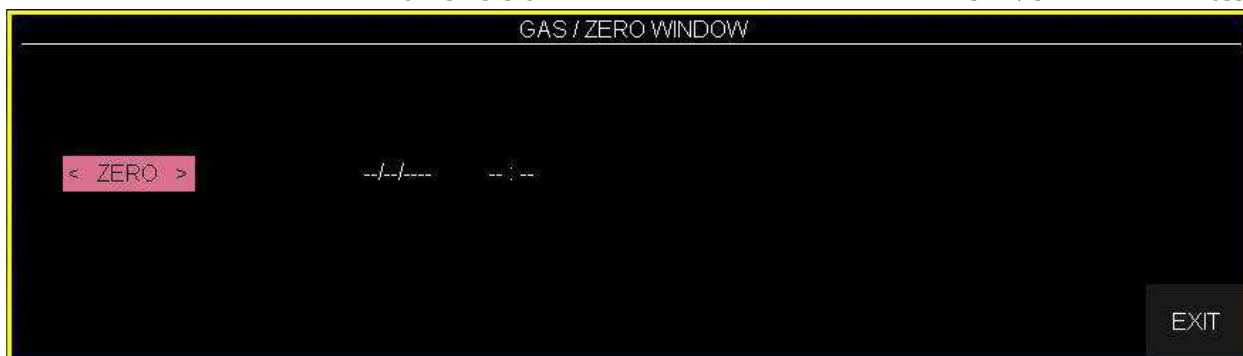 GAS / ZERO WINDOW
< ZERO > --/--/---- -- : --
EXIT